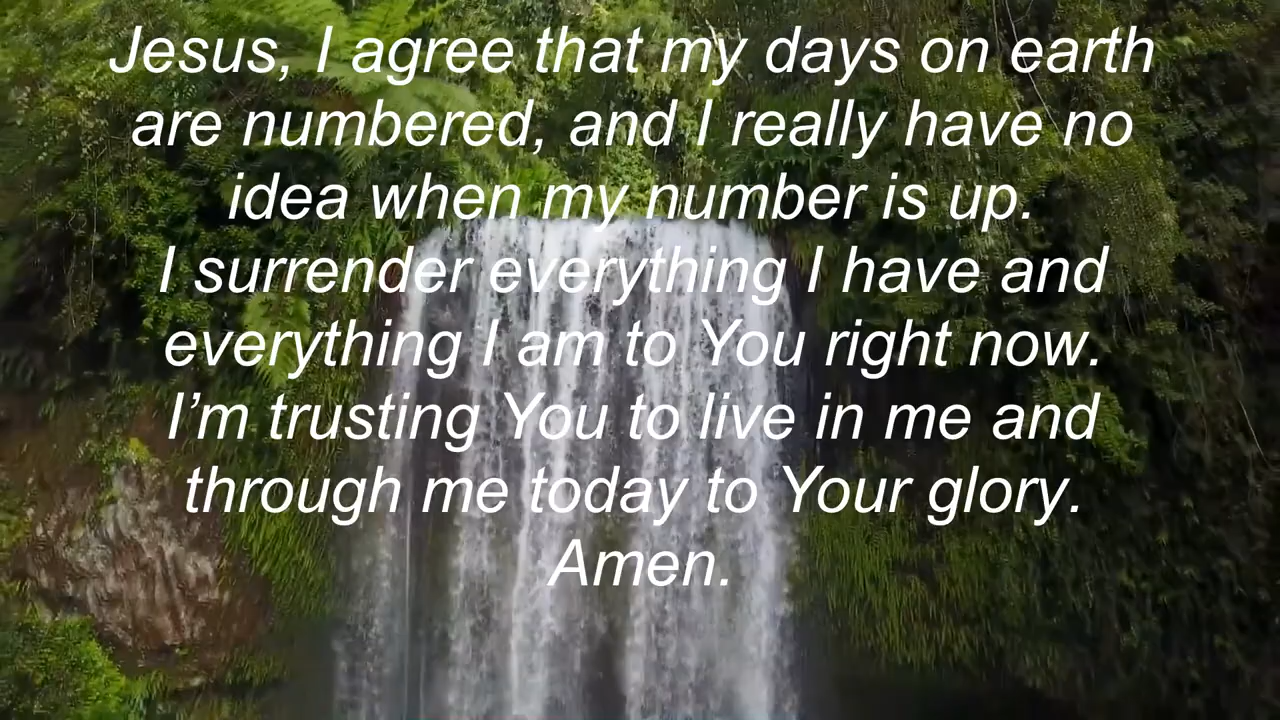 Jesus, I agree that my days on earth
are numbered, and I really have no
idea when my number is up.
I surrender everything I have and
everything I am to You right now.
I’m trusting You to live in me and
through me today to Your glory.
Amen.